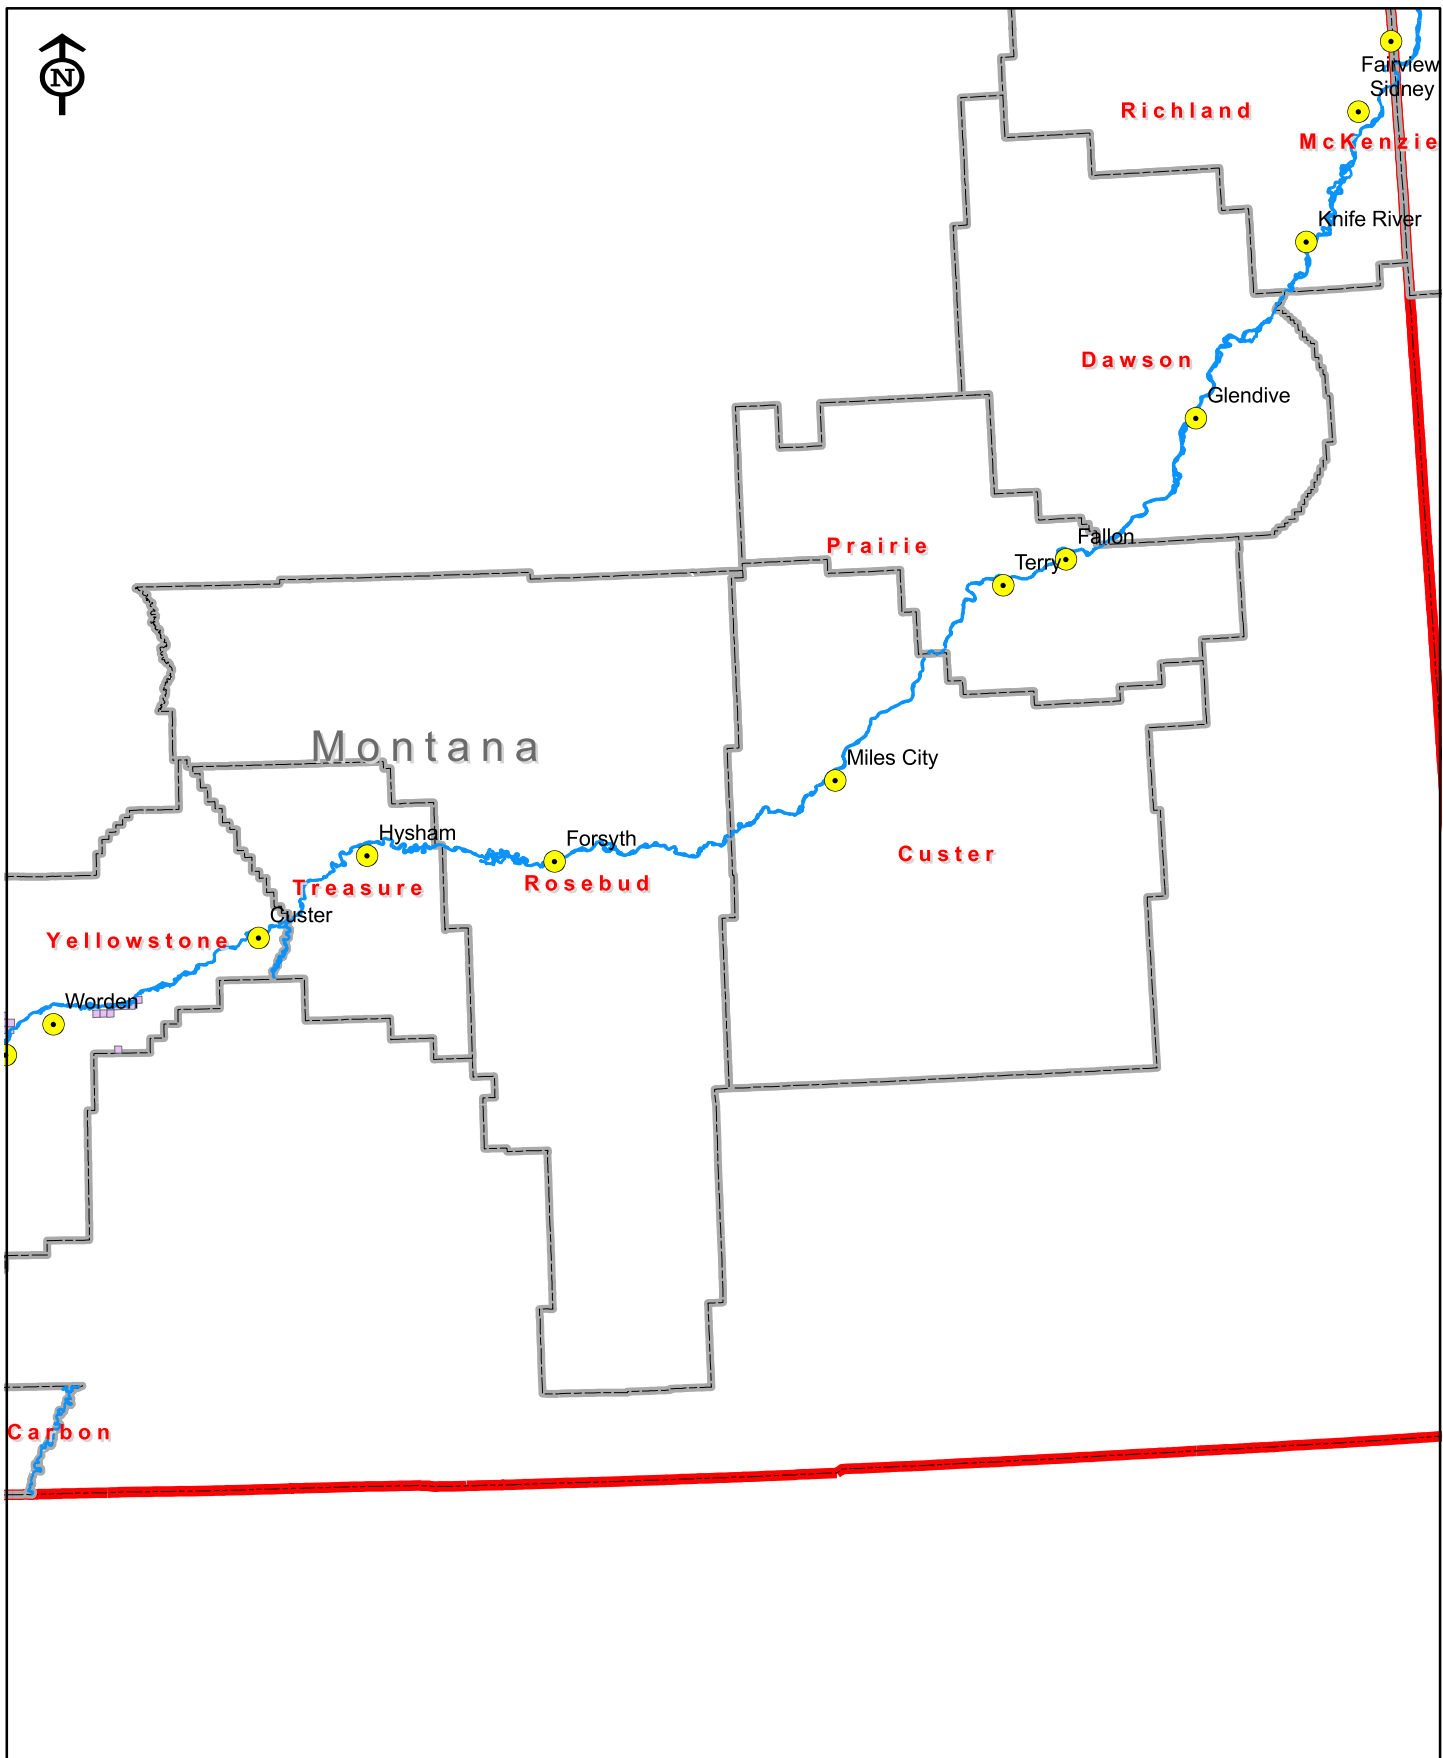 N
Fairview
Sidney
Richland
McKenzie
Knife River
Dawson
Glendive
Fallon
Prairie
Terry
Montana
Miles City
Hysham
Forsyth
Custer
Treasure
Rosebud
Custer
Yellowstone
Worden
Carbon